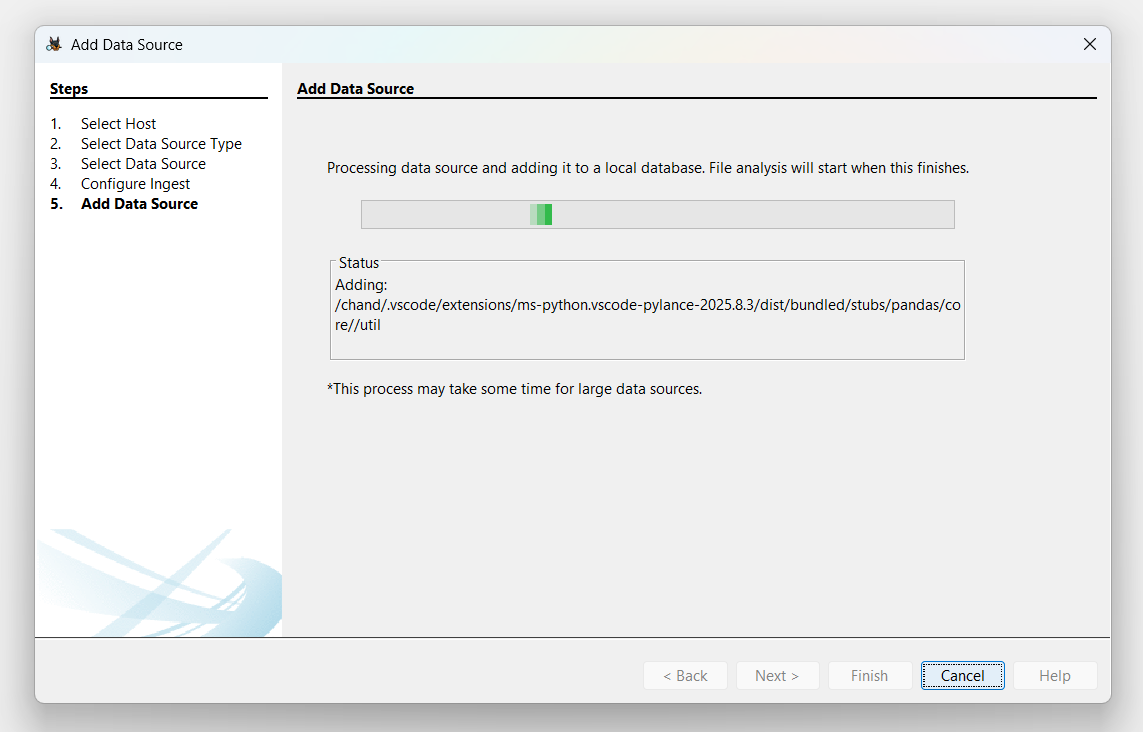 Add Data Source
Steps
1. Select Host
2. Select Data Source Type
3. Select Data Source
4. Configure Ingest
5. Add Data Source
Add Data Source
Processing data source and adding it to a local database. File analysis will start when this finishes.
Status
Adding:
/chand/.vscode/extensions/ms-python.vscode-pylance-2025.8.3/dist/bundled/stubs/pandas/co
re//util
*This process may take some time for large data sources.
< Back
Next >
Finish
Cancel
Help